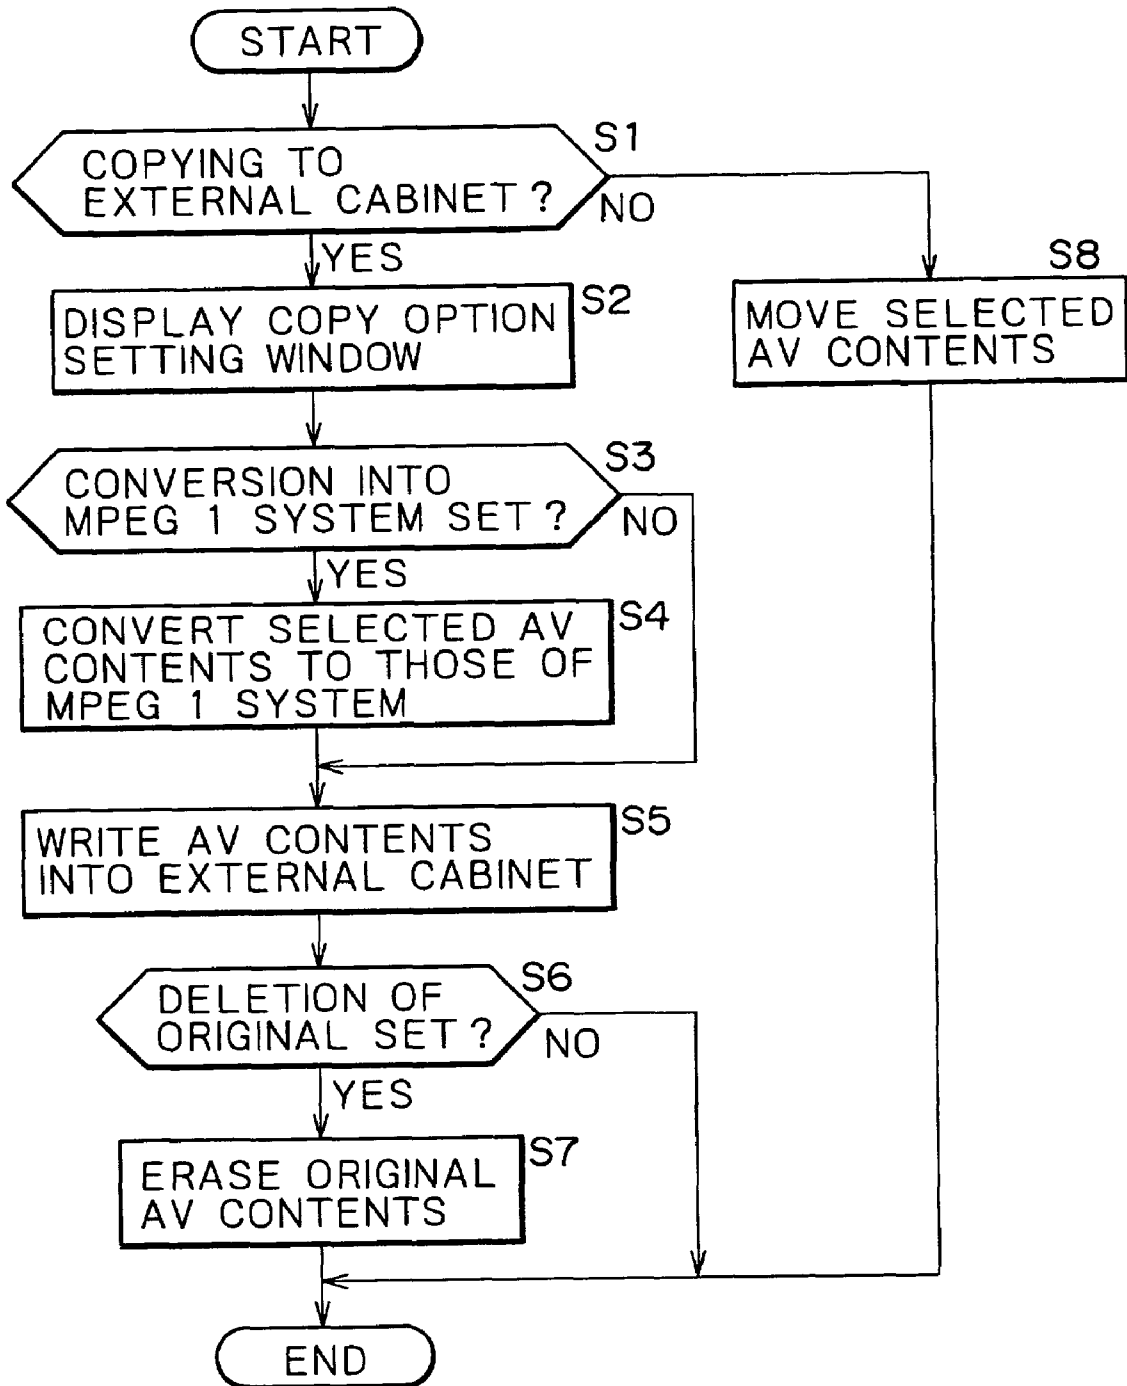 START
COPYING TO
EXTERNAL CABINET ?
S1
NO
YES
DISPLAY COPY OPTION
SETTING WINDOW
S2
S8
MOVE SELECTED
AV CONTENTS
CONVERSION INTO
MPEG 1 SYSTEM SET ?
S3
NO
YES
CONVERT SELECTED AV
CONTENTS TO THOSE OF
MPEG 1 SYSTEM
S4
WRITE AV CONTENTS
INTO EXTERNAL CABINET
S5
DELETION OF
ORIGINAL SET ?
S6
NO
YES
ERASE ORIGINAL
AV CONTENTS
S7
END